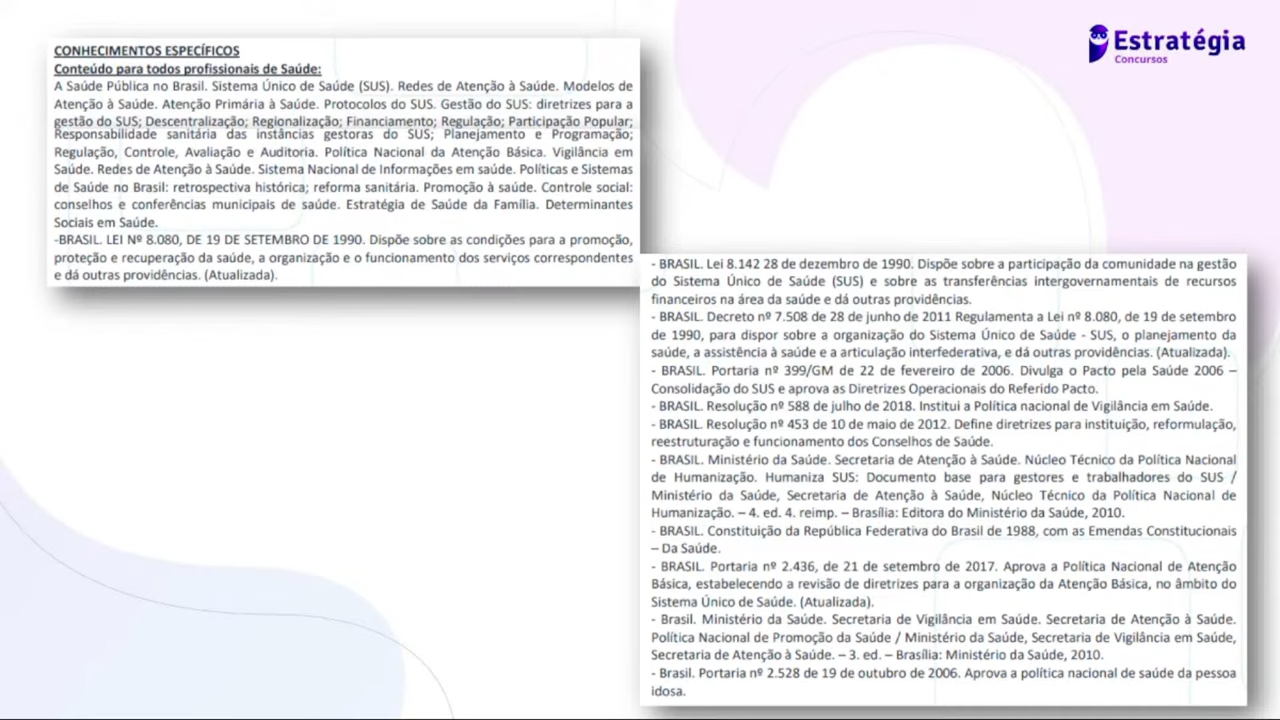 Estratégia
Concursos
CONHECIMENTOS ESPECÍFICOS
Conteúdo para todos profissionais de Saúde:
A Saúde Pública no Brasil. Sistema Único de Saúde (SUS). Redes de Atenção à Saúde. Modelos de
Atenção à Saúde. Atenção Primária à Saúde. Protocolos do SUS. Gestão do SUS: diretrizes para a
gestão do SUS; Descentralização; Regionalização; Financiamento; Regulação; Participação Popular;
Responsabilidade sanitária das instâncias gestoras do SUS; Planejamento e Programação;
Regulação, Controle, Avaliação e Auditoria. Política Nacional da Atenção Básica. Vigilância em
Saúde. Redes de Atenção à Saúde. Sistema Nacional de Informações em saúde. Políticas e Sistemas
de Saúde no Brasil: retrospectiva histórica; reforma sanitária. Promoção à saúde. Controle social:
conselhos e conferências municipais de saúde. Estratégia de Saúde da Família. Determinantes
Sociais em Saúde.
-BRASIL. LEI Nº 8.080, DE 19 DE SETEMBRO DE 1990. Dispõe sobre as condições para a promoção,
proteção e recuperação da saúde, a organização e o funcionamento dos serviços correspondentes
e dá outras providências. (Atualizada).
- BRASIL. Lei 8.142 28 de dezembro de 1990. Dispõe sobre a participação da comunidade na gestão
do Sistema Único de Saúde (SUS) e sobre as transferências intergovernamentais de recursos
financeiros na área da saúde e dá outras providências.
- BRASIL. Decreto nº 7.508 de 28 de junho de 2011 Regulamenta a Lei nº 8.080, de 19 de setembro
de 1990, para dispor sobre a organização do Sistema Único de Saúde - SUS, o planejamento da
saúde, a assistência à saúde e a articulação interfederativa, e dá outras providências. (Atualizada).
- BRASIL. Portaria nº 399/GM de 22 de fevereiro de 2006. Divulga o Pacto pela Saúde 2006 –
Consolidação do SUS e aprova as Diretrizes Operacionais do Referido Pacto.
- BRASIL. Resolução nº 588 de julho de 2018. Institui a Política nacional de Vigilância em Saúde.
- BRASIL. Resolução nº 453 de 10 de maio de 2012. Define diretrizes para instituição, reformulação,
reestruturação e funcionamento dos Conselhos de Saúde.
- BRASIL. Ministério da Saúde. Secretaria de Atenção à Saúde. Núcleo Técnico da Política Nacional
de Humanização. Humaniza SUS: Documento base para gestores e trabalhadores do SUS /
Ministério da Saúde, Secretaria de Atenção à Saúde, Núcleo Técnico da Política Nacional de
Humanização. – 4. ed. 4. reimp. – Brasília: Editora do Ministério da Saúde, 2010.
- BRASIL. Constituição da República Federativa do Brasil de 1988, com as Emendas Constitucionais
– Da Saúde.
- BRASIL. Portaria nº 2.436, de 21 de setembro de 2017. Aprova a Política Nacional de Atenção
Básica, estabelecendo a revisão de diretrizes para a organização da Atenção Básica, no âmbito do
Sistema Único de Saúde. (Atualizada).
- Brasil. Ministério da Saúde. Secretaria de Vigilância em Saúde. Secretaria de Atenção à Saúde.
Política Nacional de Promoção da Saúde / Ministério da Saúde, Secretaria de Vigilância em Saúde,
Secretaria de Atenção à Saúde. – 3. ed. – Brasília: Ministério da Saúde, 2010.
- Brasil. Portaria nº 2.528 de 19 de outubro de 2006. Aprova a política nacional de saúde da pessoa
idosa.